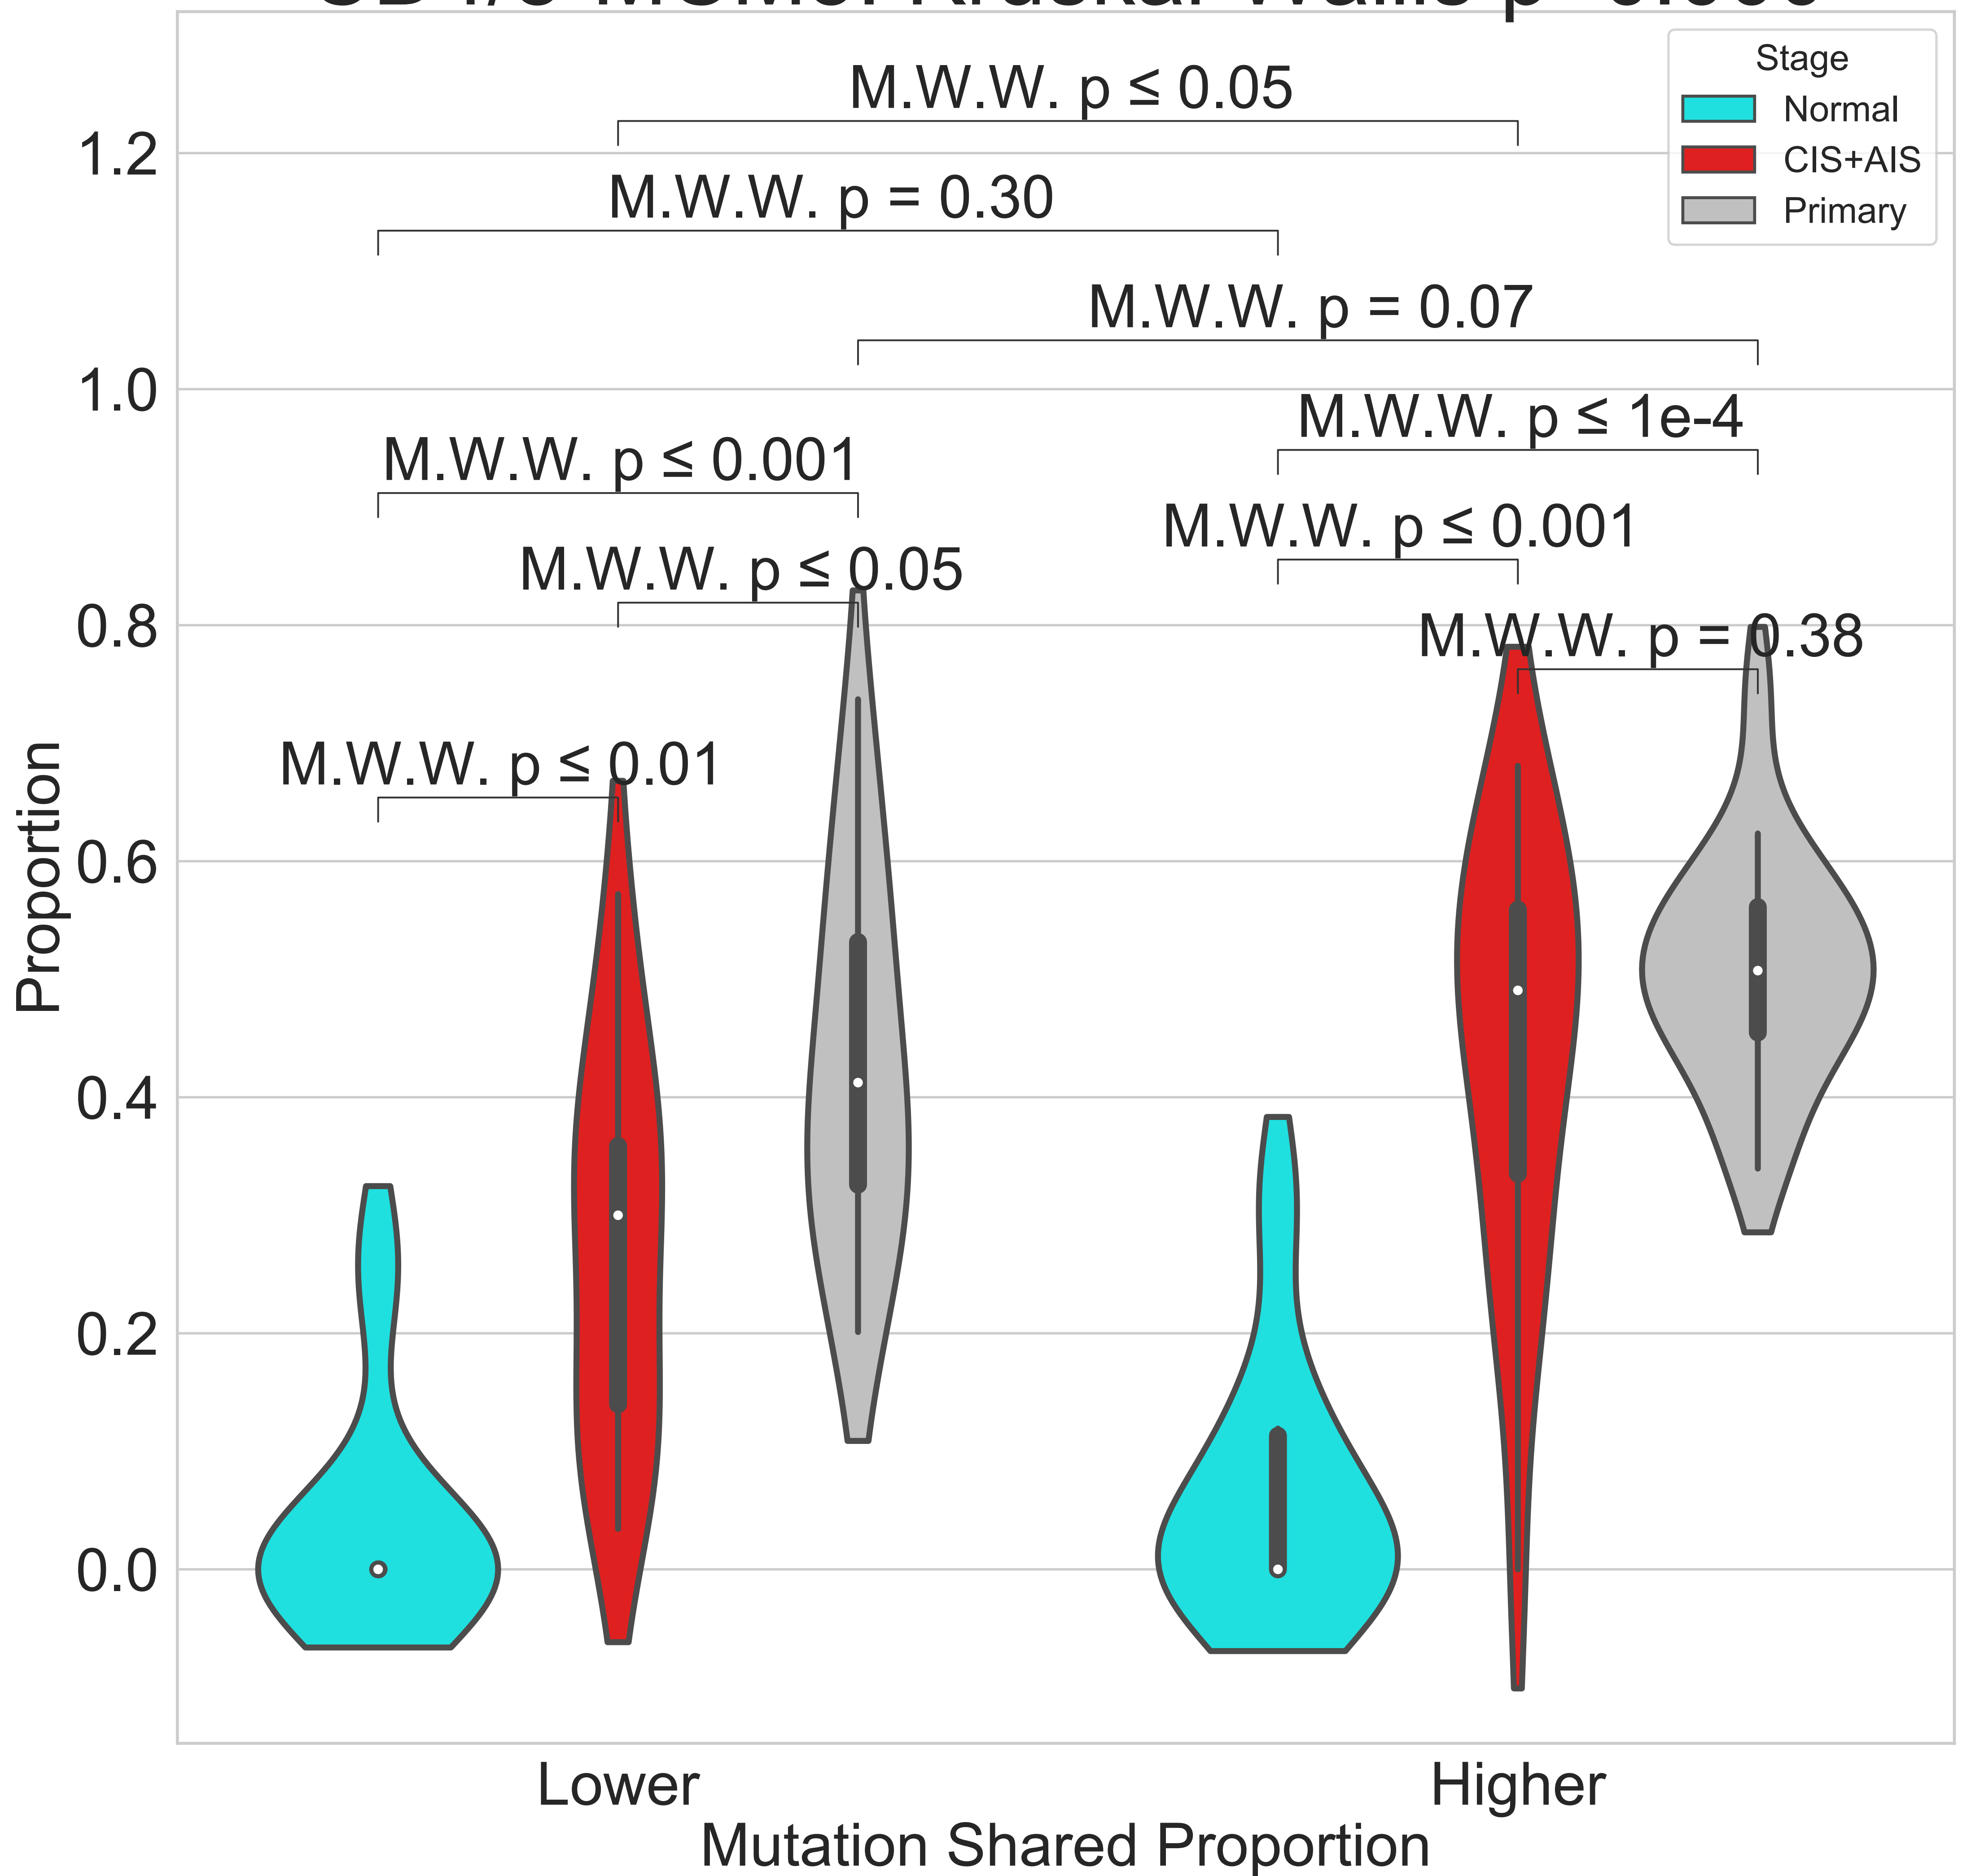 Stage
Normal
CIS+AIS
Primary
M.W.W. p ≤ 0.05
M.W.W. p = 0.30
M.W.W. p = 0.07
M.W.W. p ≤ 1e-4
M.W.W. p ≤ 0.001
M.W.W. p ≤ 0.001
M.W.W. p ≤ 0.05
M.W.W. p = 0.38
M.W.W. p ≤ 0.01
1.2
1.0
0.8
0.6
0.4
0.2
0.0
Proportion
Lower
Higher
Mutation Shared Proportion